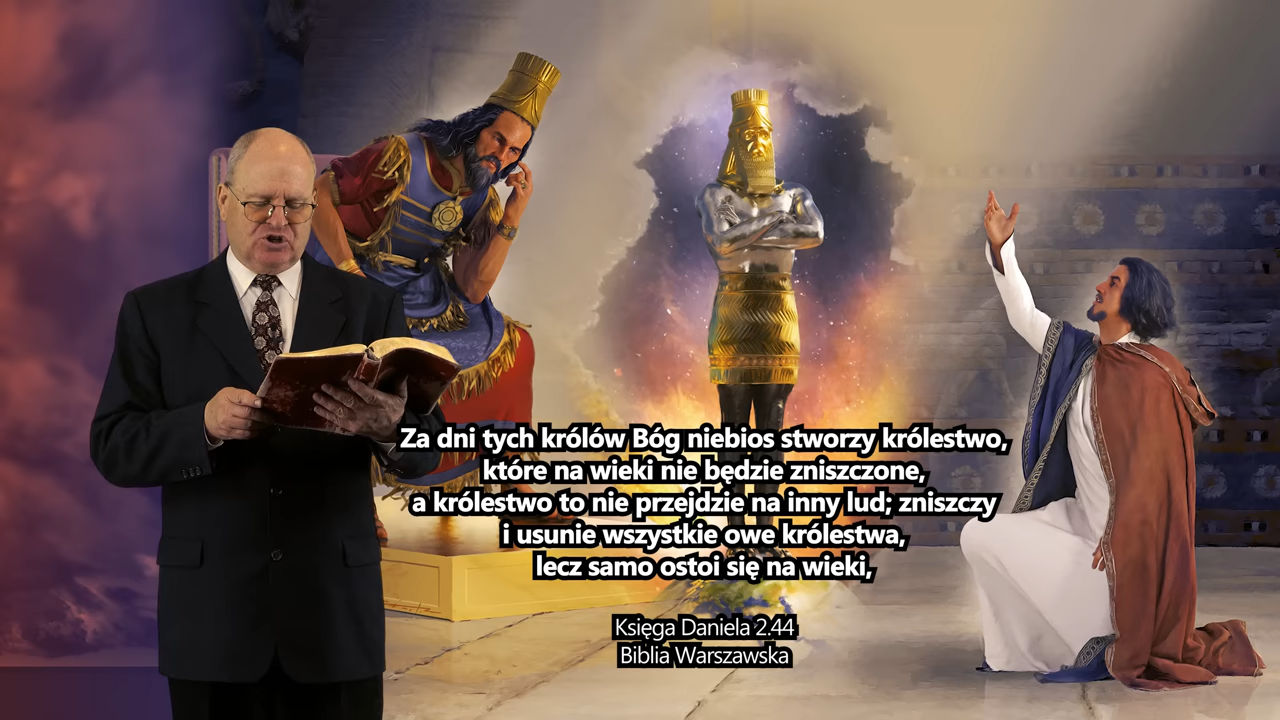 Za dni tych królów Bóg niebios stworzy królestwo,
które na wieki nie będzie zniszczone,
a królestwo to nie przejdzie na inny lud; zniszczy
i usunie wszystkie owe królestwa,
lecz samo ostoi się na wieki,
Księga Daniela 2.44
Biblia Warszawska